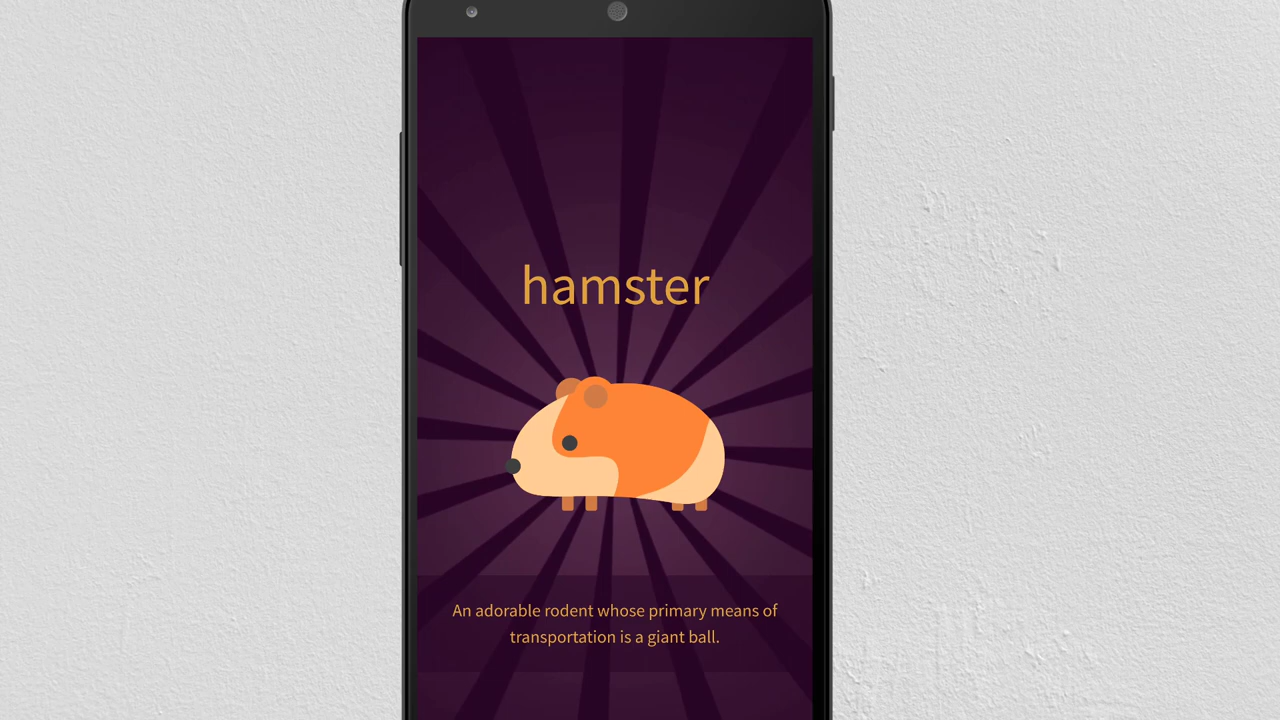 hamster
An adorable rodent whose primary means of
transportation is a giant ball.